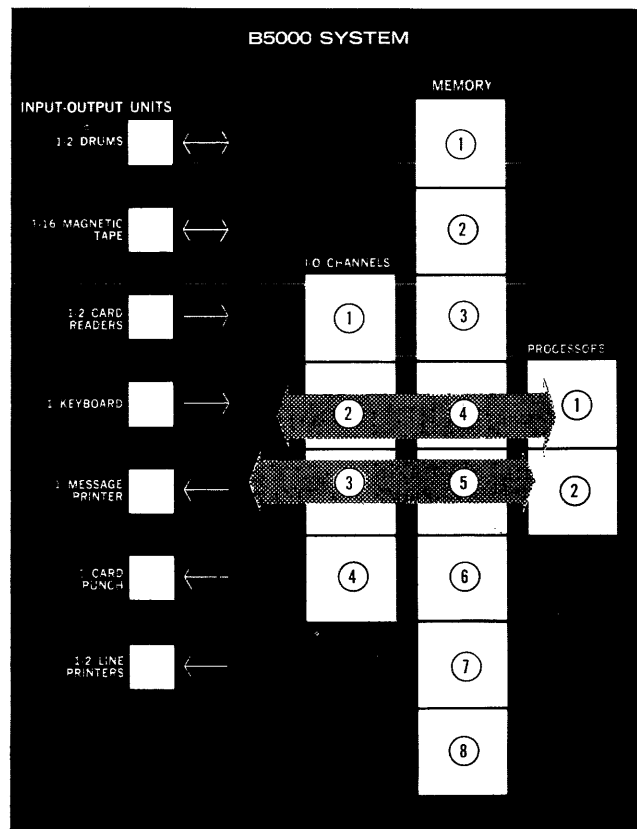 B5000 SYSTEM
MEMORY
INPUT-OUTPUT UNITS
1-2 DRUMS
1
1-16 MAGNETIC
TAPE
2
I-O CHANNELS
1-2 CARD
READERS
1
3
PROCESSORS
1 KEYBOARD
2
4
1
1 MESSAGE
PRINTER
3
5
2
1 CARD
PUNCH
4
6
1-2 LINE
PRINTERS
7
8